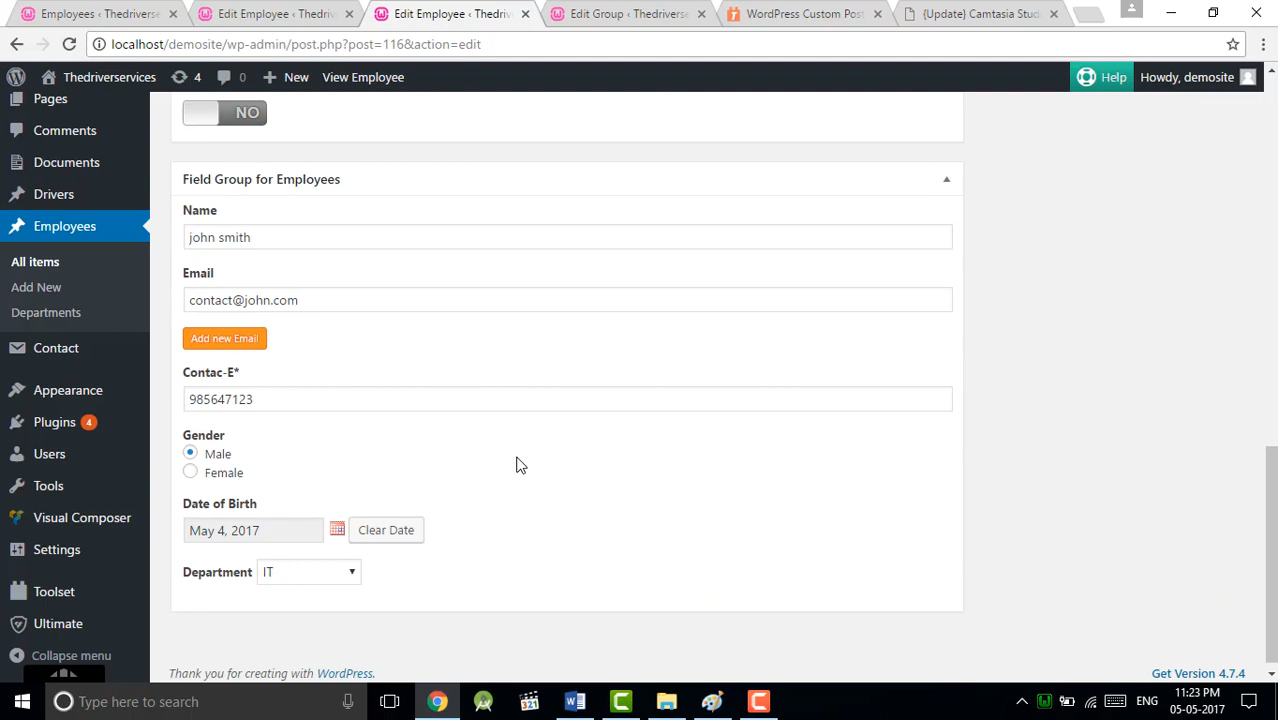 Employees ‹ Thedriverse
Edit Employee ‹ Thedriv
Edit Employee ‹ Thedriv
Edit Group ‹ Thedriverse
WordPress Custom Post
{Update} Camtasia Stud
localhost/demosite/wp-admin/post.php?post=116&action=edit
Thedriverservices 4 0 New View Employee Help Howdy, demosite
Pages
Comments
Documents
Drivers
Employees
All items
Add New
Departments
Contact
Appearance
Plugins 4
Users
Tools
Visual Composer
Settings
Toolset
Ultimate
Collapse menu
NO
Field Group for Employees
Name
john smith
Email
contact@john.com
Add new Email
Contac-E*
985647123
Gender
Male
Female
Date of Birth
May 4, 2017 Clear Date
Department IT
Thank you for creating with WordPress.
Get Version 4.7.4
Type here to search
321
ENG
11:23 PM
05-05-2017